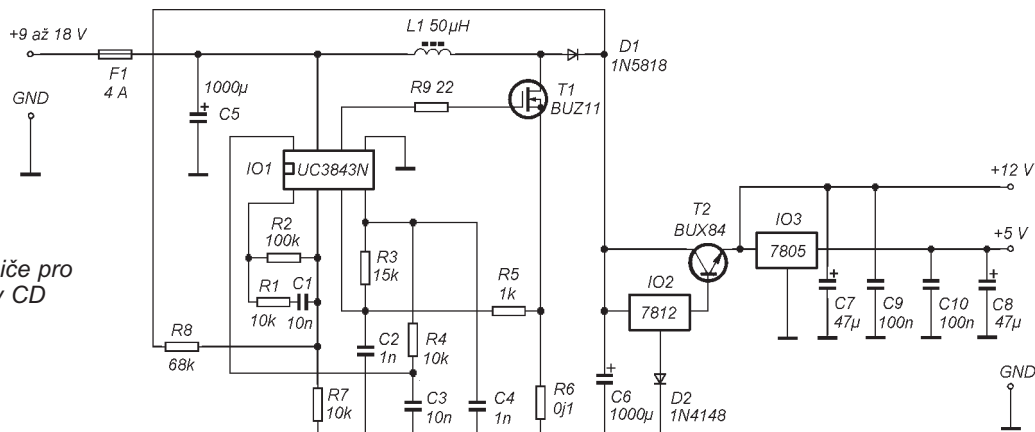 +9 až 18 V
F1
4 A
GND
1000µ
C5
L1 50µH
D1
1N5818
R9 22
T1
BUZ11
IO1
UC3843N
R2
100k
R1
10k
C1
10n
R3
15k
R5
1k
iče pro
CD
R8
68k
R7
10k
C2
1n
R4
10k
C3
10n
C4
1n
R6
0j1
C6
1000µ
T2
BUX84
IO2
7812
D2
1N4148
IO3
7805
+12 V
+5 V
C7
47µ
C9
100n
C10
100n
C8
47µ
GND